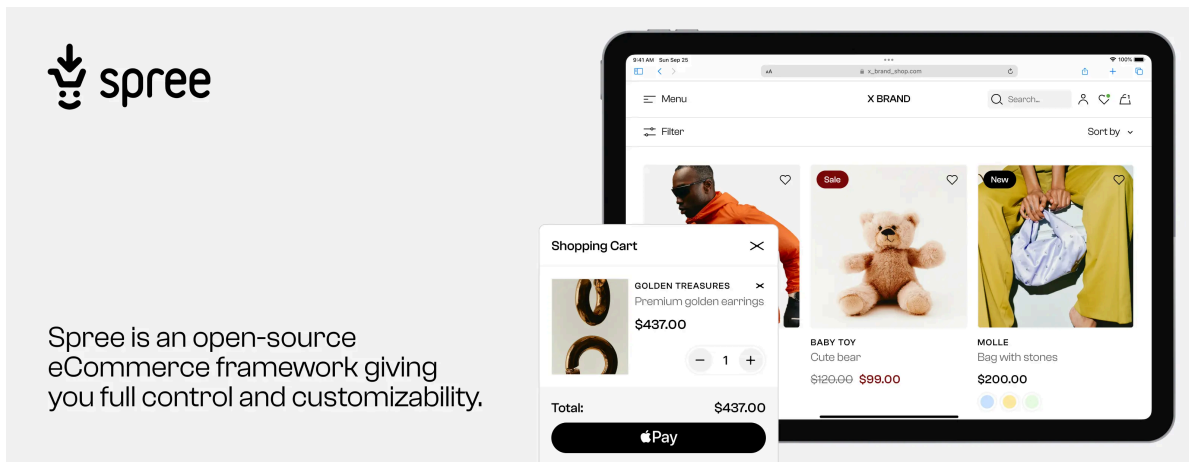 spree
Spree is an open-source
eCommerce framework giving
you full control and customizability.
9:41 AM Sun Sep 25
100%
AA
x_brand_shop.com
Menu
X BRAND
Search...
1
Filter
Sort by
Sale
New
BABY TOY
Cute bear
$120.00 $99.00
MOLLE
Bag with stones
$200.00
Shopping Cart
GOLDEN TREASURES
Premium golden earrings
$437.00
− 1 +
Total: $437.00
Pay